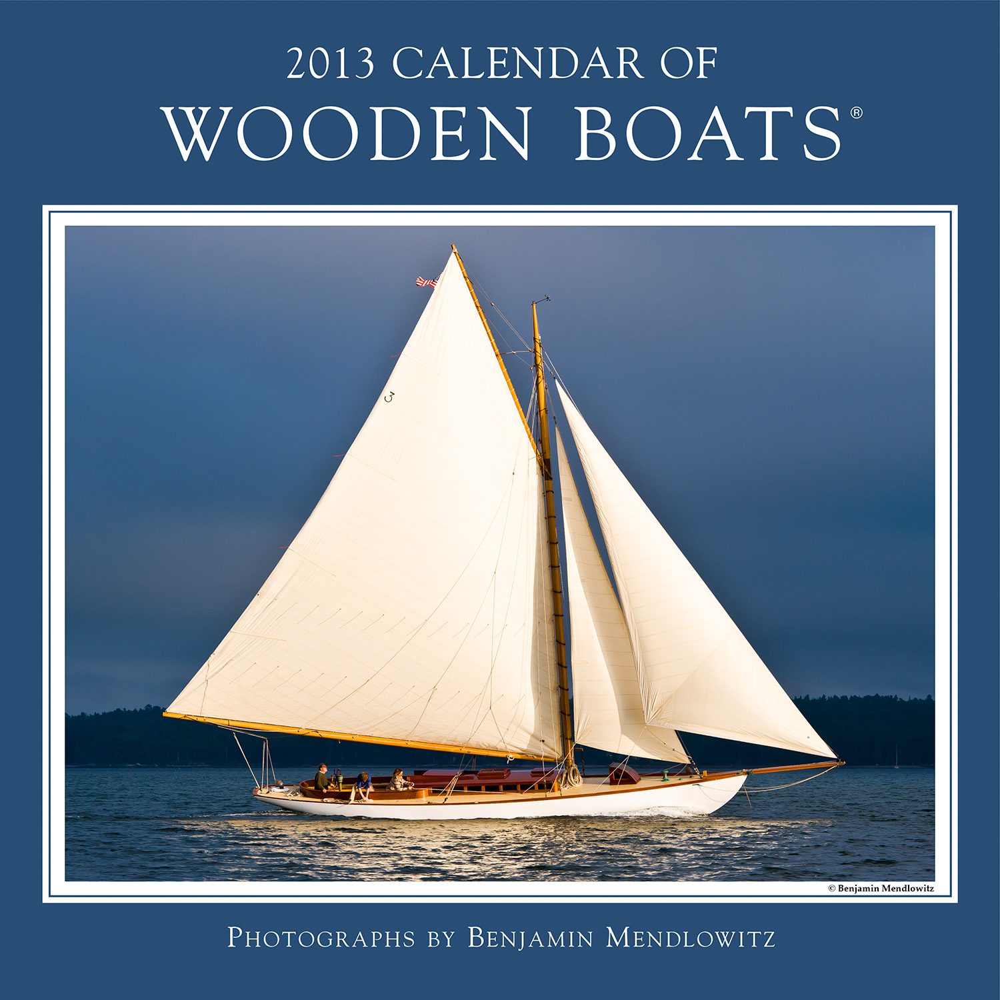 2013 CALENDAR OF
WOODEN BOATS®
3
© Benjamin Mendlowitz
PHOTOGRAPHS BY BENJAMIN MENDLOWITZ